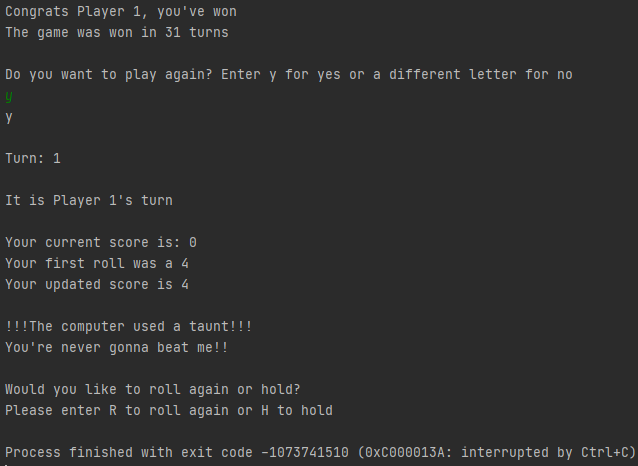 Congrats Player 1, you've won
The game was won in 31 turns
Do you want to play again? Enter y for yes or a different letter for no
y
y
Turn: 1
It is Player 1's turn
Your current score is: 0
Your first roll was a 4
Your updated score is 4
!!!The computer used a taunt!!!
You're never gonna beat me!!
Would you like to roll again or hold?
Please enter R to roll again or H to hold
Process finished with exit code -1073741510 (0xC000013A: interrupted by Ctrl+C)